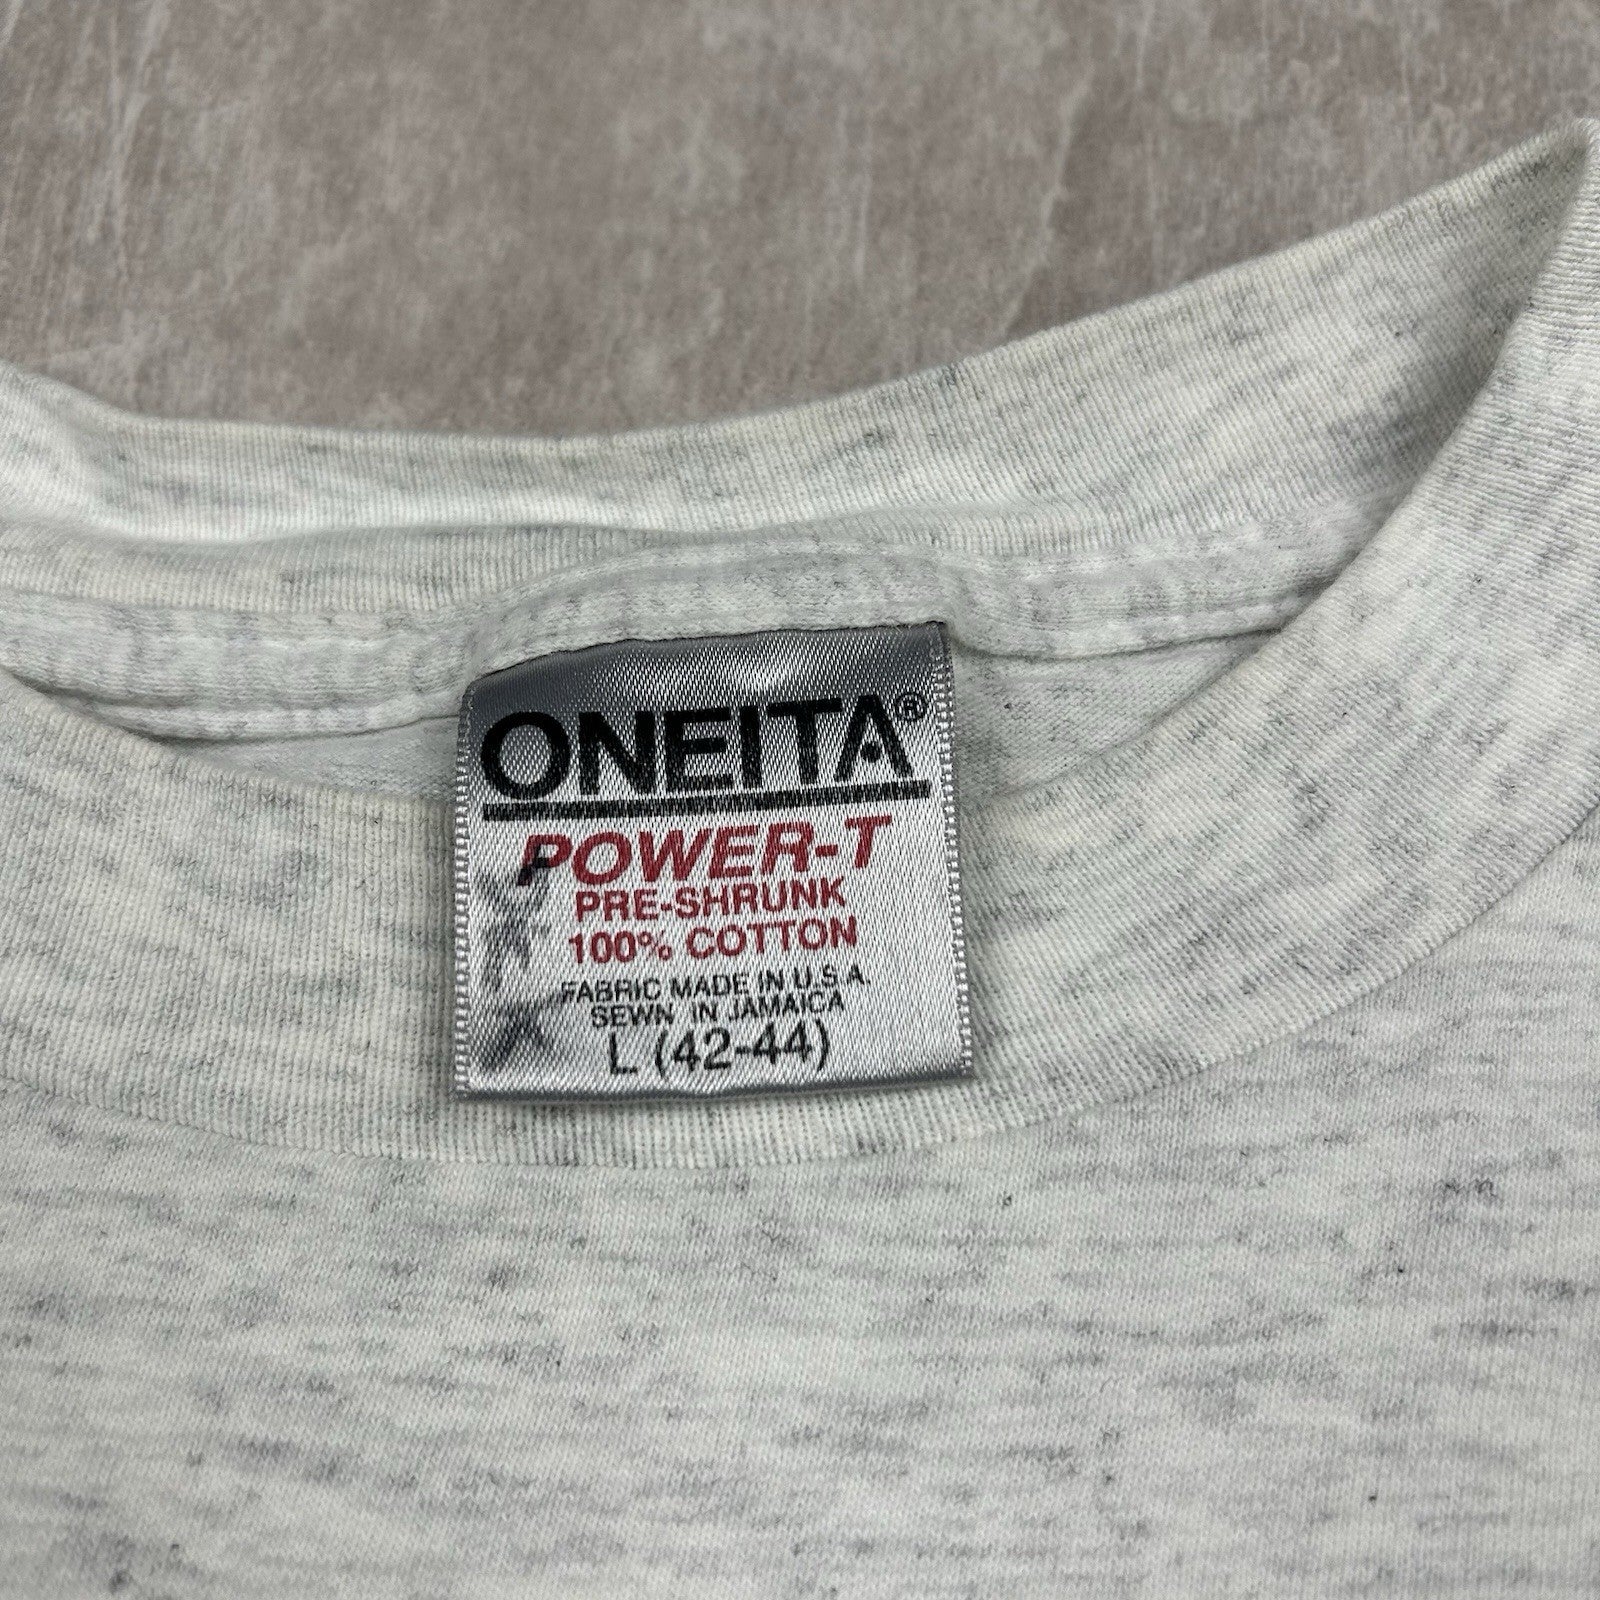 ONEITA®
POWER-T
PRE-SHRUNK
100% COTTON
FABRIC MADE IN U.S.A.
SEWN IN JAMAICA
L (42-44)